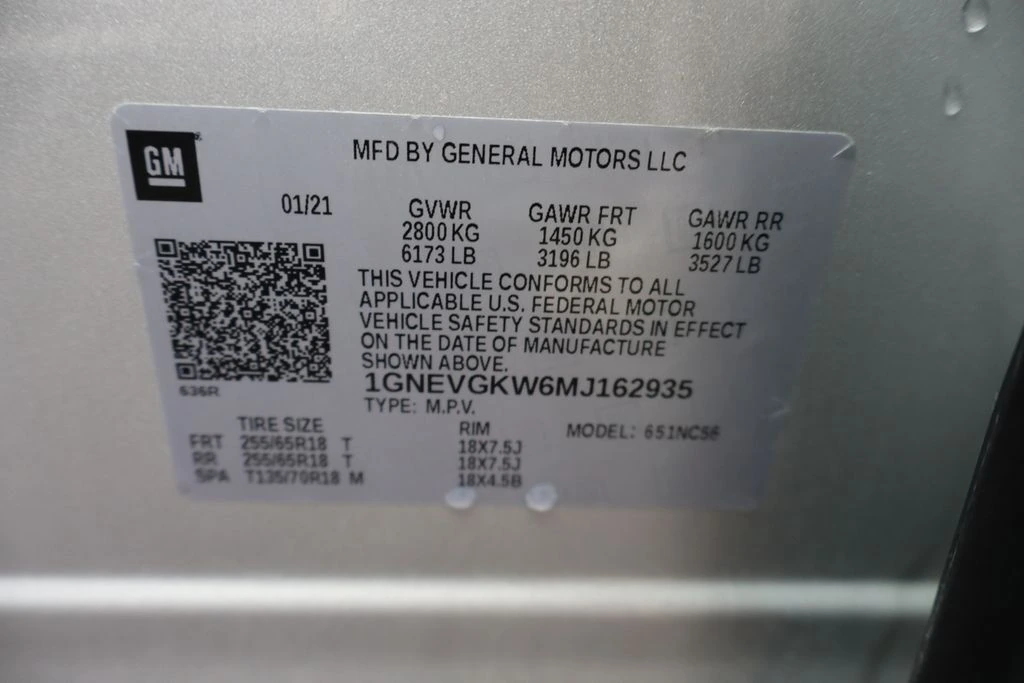 GM
MFD BY GENERAL MOTORS LLC
01/21 GVWR GAWR FRT GAWR RR
2800 KG 1450 KG 1600 KG
6173 LB 3196 LB 3527 LB
THIS VEHICLE CONFORMS TO ALL
APPLICABLE U.S. FEDERAL MOTOR
VEHICLE SAFETY STANDARDS IN EFFECT
ON THE DATE OF MANUFACTURE
SHOWN ABOVE.
1GNEVGKW6MJ162935
636R
TYPE: M.P.V.
TIRE SIZE RIM MODEL: 651NC56
FRT 255/65R18 T 18X7.5J
RR 255/65R18 T 18X7.5J
SPA T135/70R18 M 18X4.5B